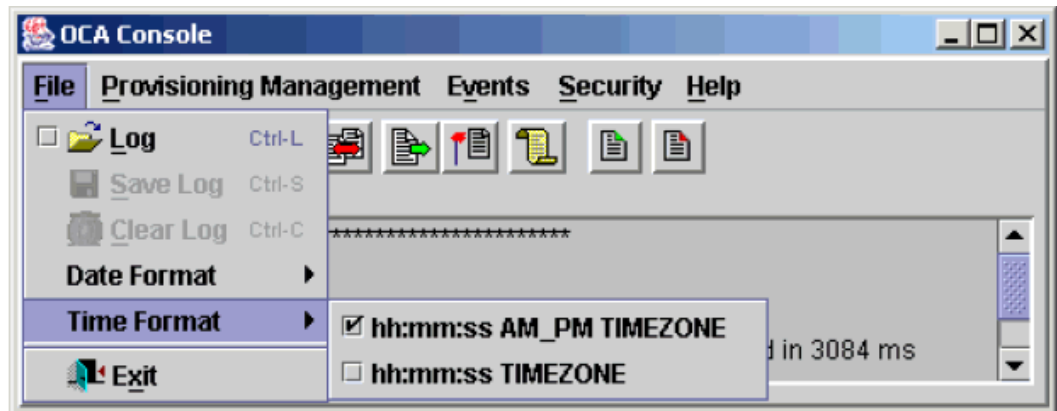 OCA Console
File Provisioning Management Events Security Help
Log Ctrl-L
Save Log Ctrl-S
Clear Log Ctrl-C
***********************
Date Format
Time Format
hh:mm:ss AM_PM TIMEZONE
in 3084 ms
Exit
hh:mm:ss TIMEZONE